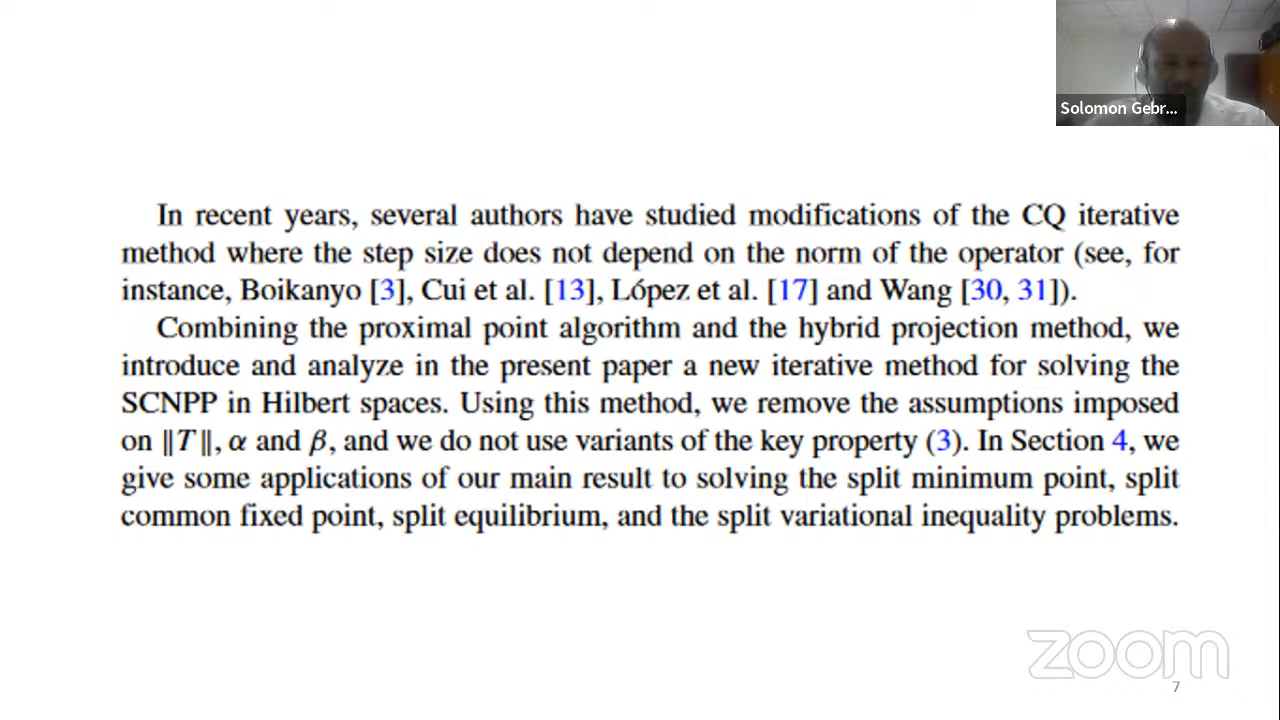 Solomon Gebr...
In recent years, several authors have studied modifications of the CQ iterative
method where the step size does not depend on the norm of the operator (see, for
instance, Boikanyo [3], Cui et al. [13], López et al. [17] and Wang [30, 31]).
Combining the proximal point algorithm and the hybrid projection method, we
introduce and analyze in the present paper a new iterative method for solving the
SCNPP in Hilbert spaces. Using this method, we remove the assumptions imposed
on ∥T∥, α and β, and we do not use variants of the key property (3). In Section 4, we
give some applications of our main result to solving the split minimum point, split
common fixed point, split equilibrium, and the split variational inequality problems.
zoom
7